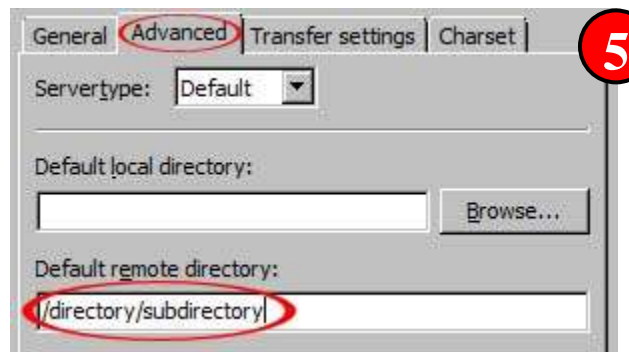 General Advanced Transfer settings Charset
5
Servertype: Default
Default local directory:
Browse...
Default remote directory:
/directory/subdirectory